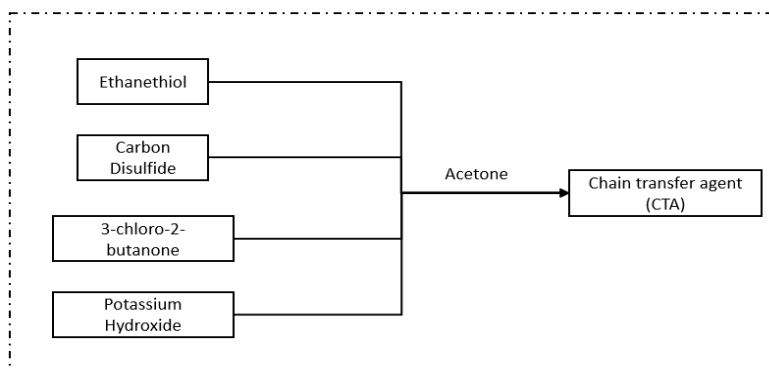 Ethanethiol
Carbon
Disulfide
3-chloro-2-
butanone
Potassium
Hydroxide
Acetone
Chain transfer agent
(CTA)